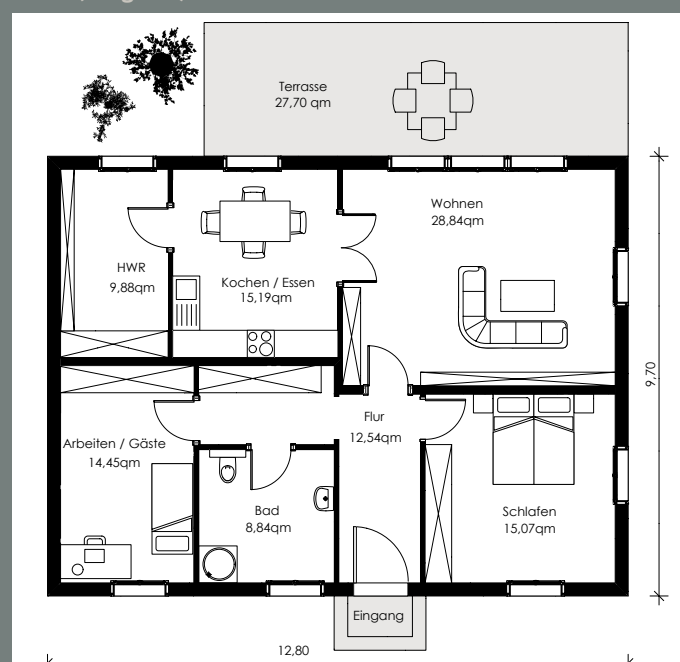 Terrasse
27,70 qm
Wohnen
28,84qm
HWR
9,88qm
Kochen / Essen
15,19qm
9,70
Flur
12,54qm
Arbeiten / Gäste
14,45qm
Bad
8,84qm
Schlafen
15,07qm
Eingang
12,80